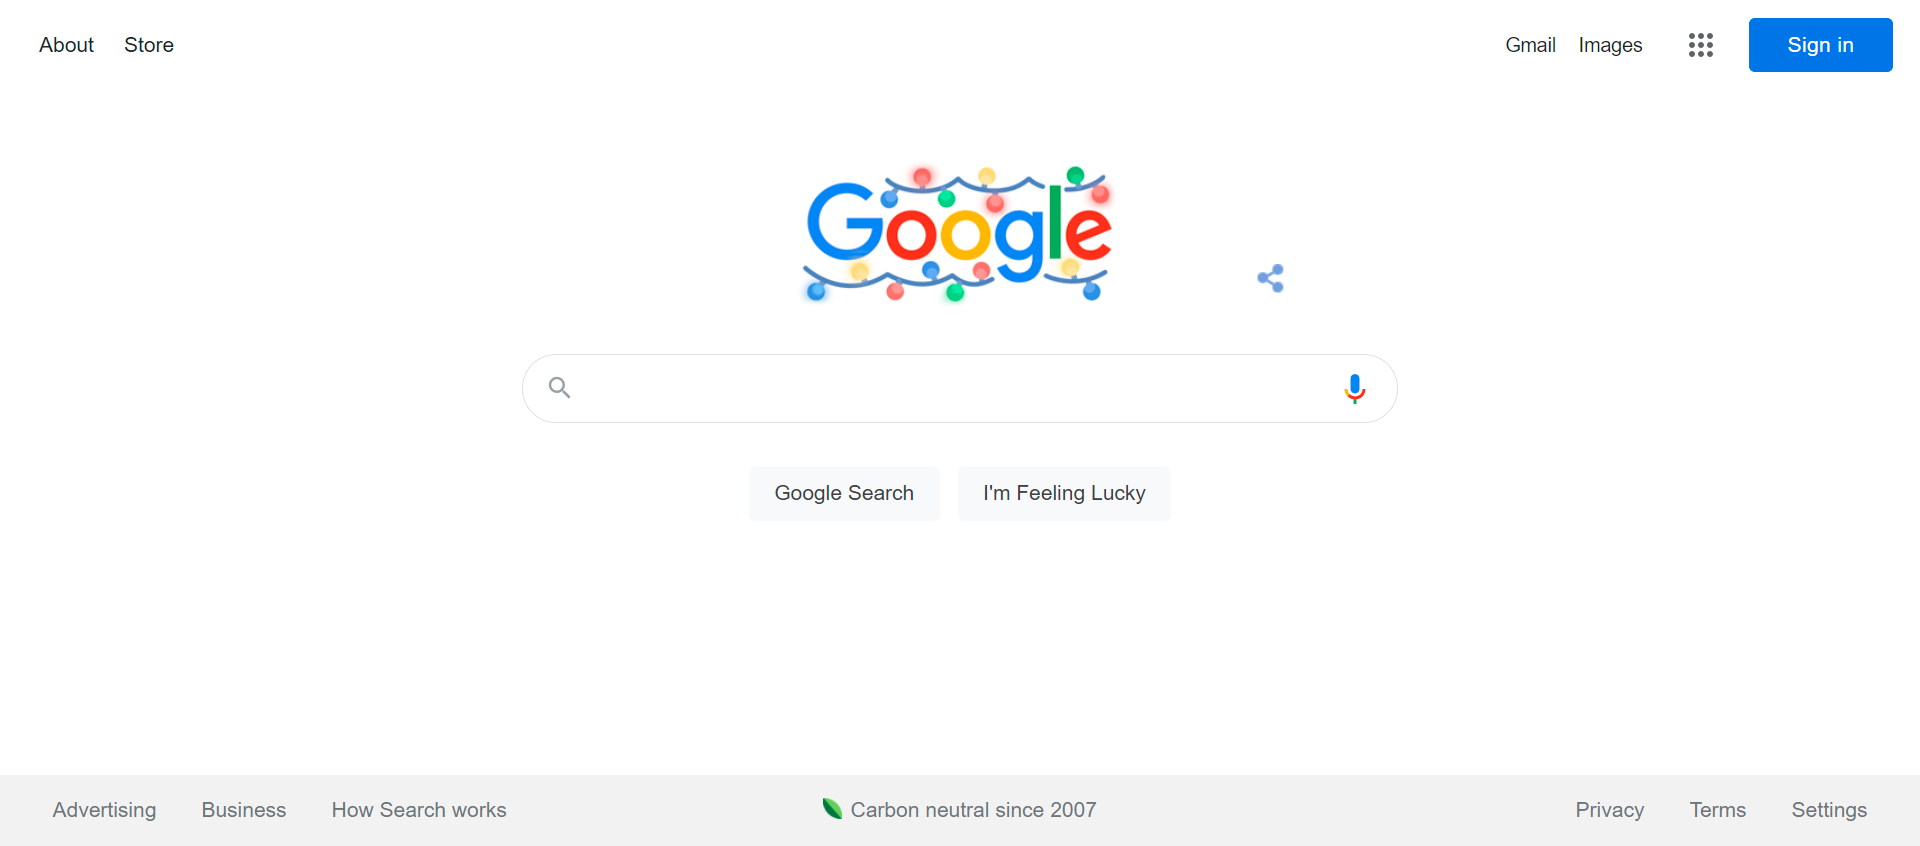 About Store Gmail Images Sign in
Google
Google Search I'm Feeling Lucky
Advertising Business How Search works Carbon neutral since 2007 Privacy Terms Settings